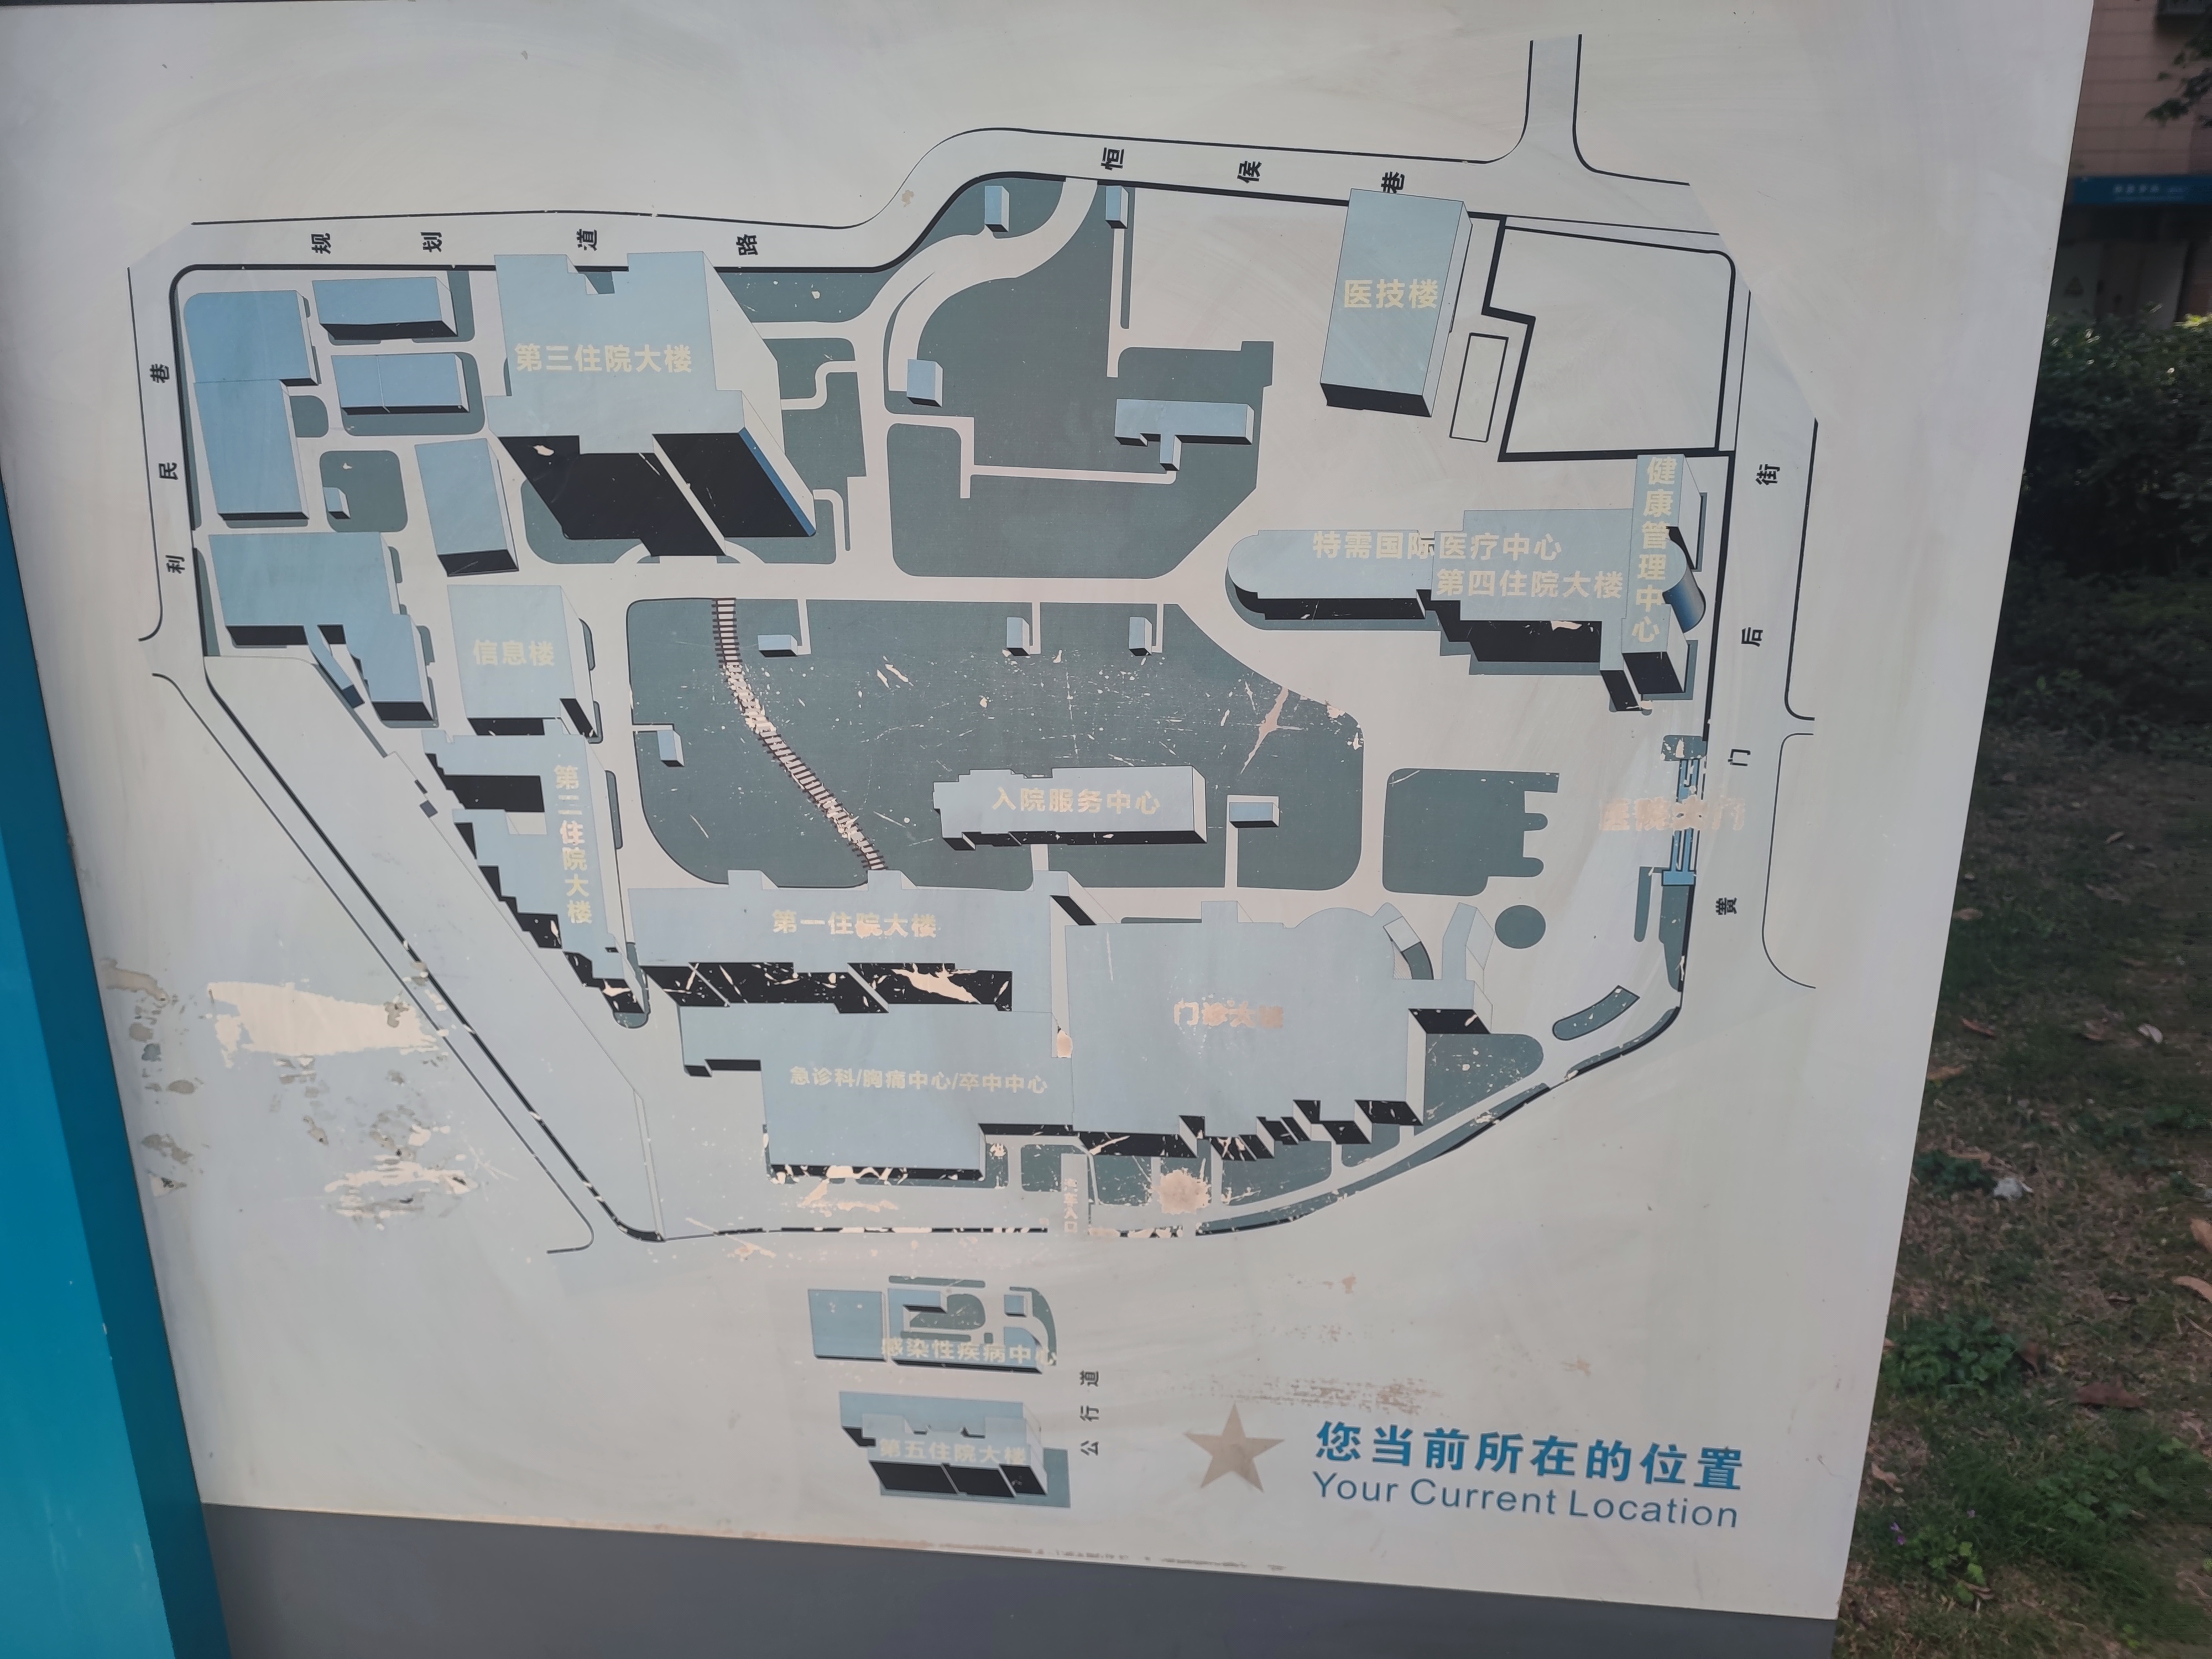 恒侯巷
规划道路
医技楼
第三住院大楼
利民巷
健康管理中心
黄门后街
特需国际医疗中心
第四住院大楼
信息楼
第二住院大楼
入院服务中心
第一住院大楼
门诊大楼
急诊科/胸痛中心/卒中中心
感染性疾病中心
公行道
第五住院大楼
您当前所在的位置
Your Current Location